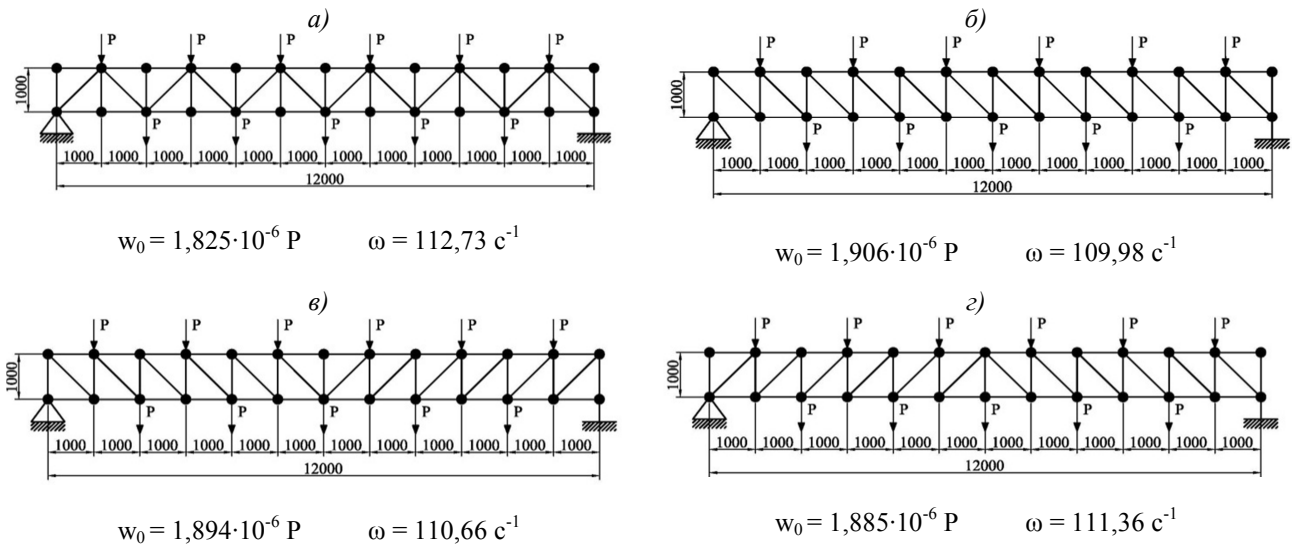 а)
P P P P P P
1000
P P P P P
1000 1000 1000 1000 1000 1000 1000 1000 1000 1000 1000 1000
12000
w₀ = 1,825·10⁻⁶ P ω = 112,73 с⁻¹
б)
P P P P P P
1000
P P P P P
1000 1000 1000 1000 1000 1000 1000 1000 1000 1000 1000 1000
12000
w₀ = 1,906·10⁻⁶ P ω = 109,98 с⁻¹
в)
P P P P P P
1000
P P P P P
1000 1000 1000 1000 1000 1000 1000 1000 1000 1000 1000 1000
12000
w₀ = 1,894·10⁻⁶ P ω = 110,66 с⁻¹
г)
P P P P P P
1000
P P P P P
1000 1000 1000 1000 1000 1000 1000 1000 1000 1000 1000 1000
12000
w₀ = 1,885·10⁻⁶ P ω = 111,36 с⁻¹